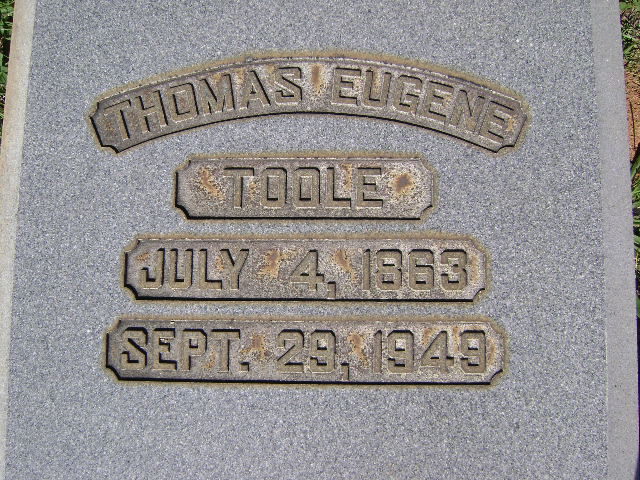 THOMAS EUGENE
TOOLE
JULY 4, 1863
SEPT. 29, 1949